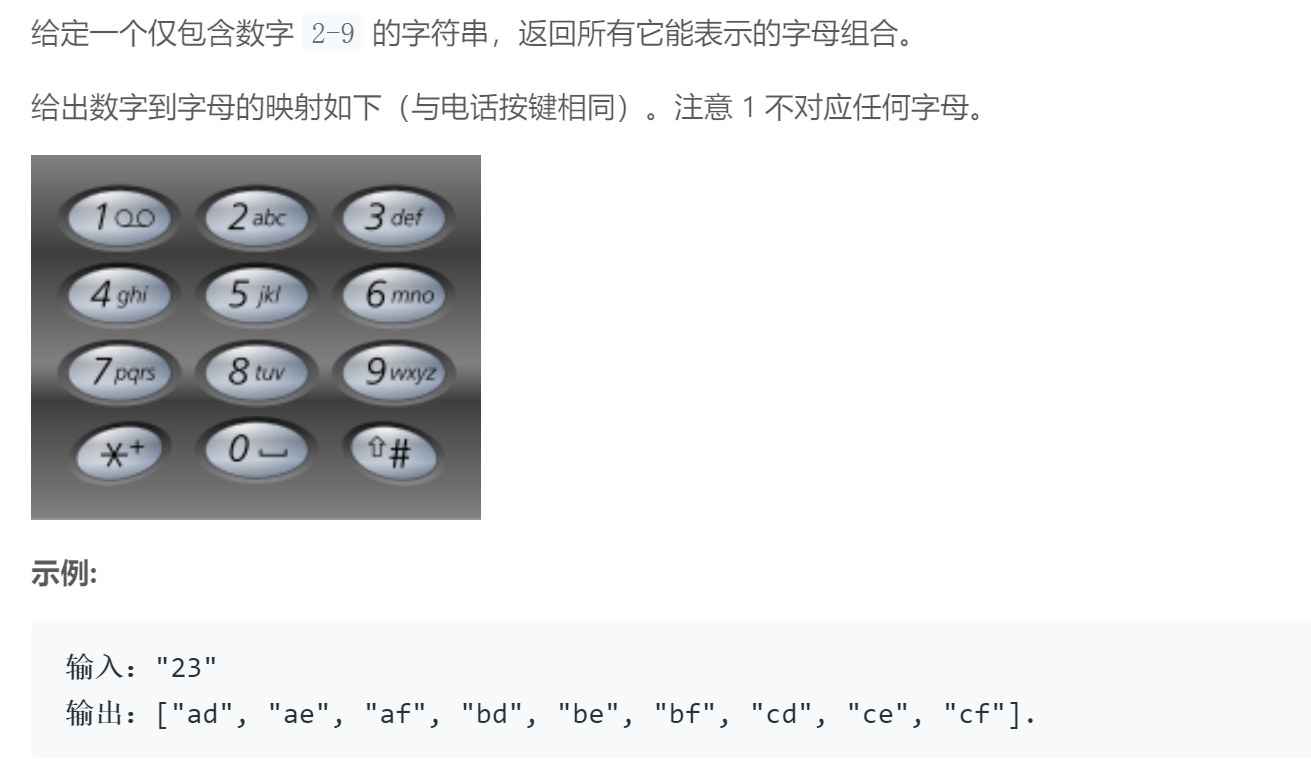 给定一个仅包含数字 2-9 的字符串，返回所有它能表示的字母组合。
给出数字到字母的映射如下（与电话按键相同）。注意 1 不对应任何字母。
1 2 abc 3 def
4 ghi 5 jkl 6 mno
7 pqrs 8 tuv 9 wxyz
*+ 0 #
示例:
输入："23"
输出：["ad", "ae", "af", "bd", "be", "bf", "cd", "ce", "cf"].